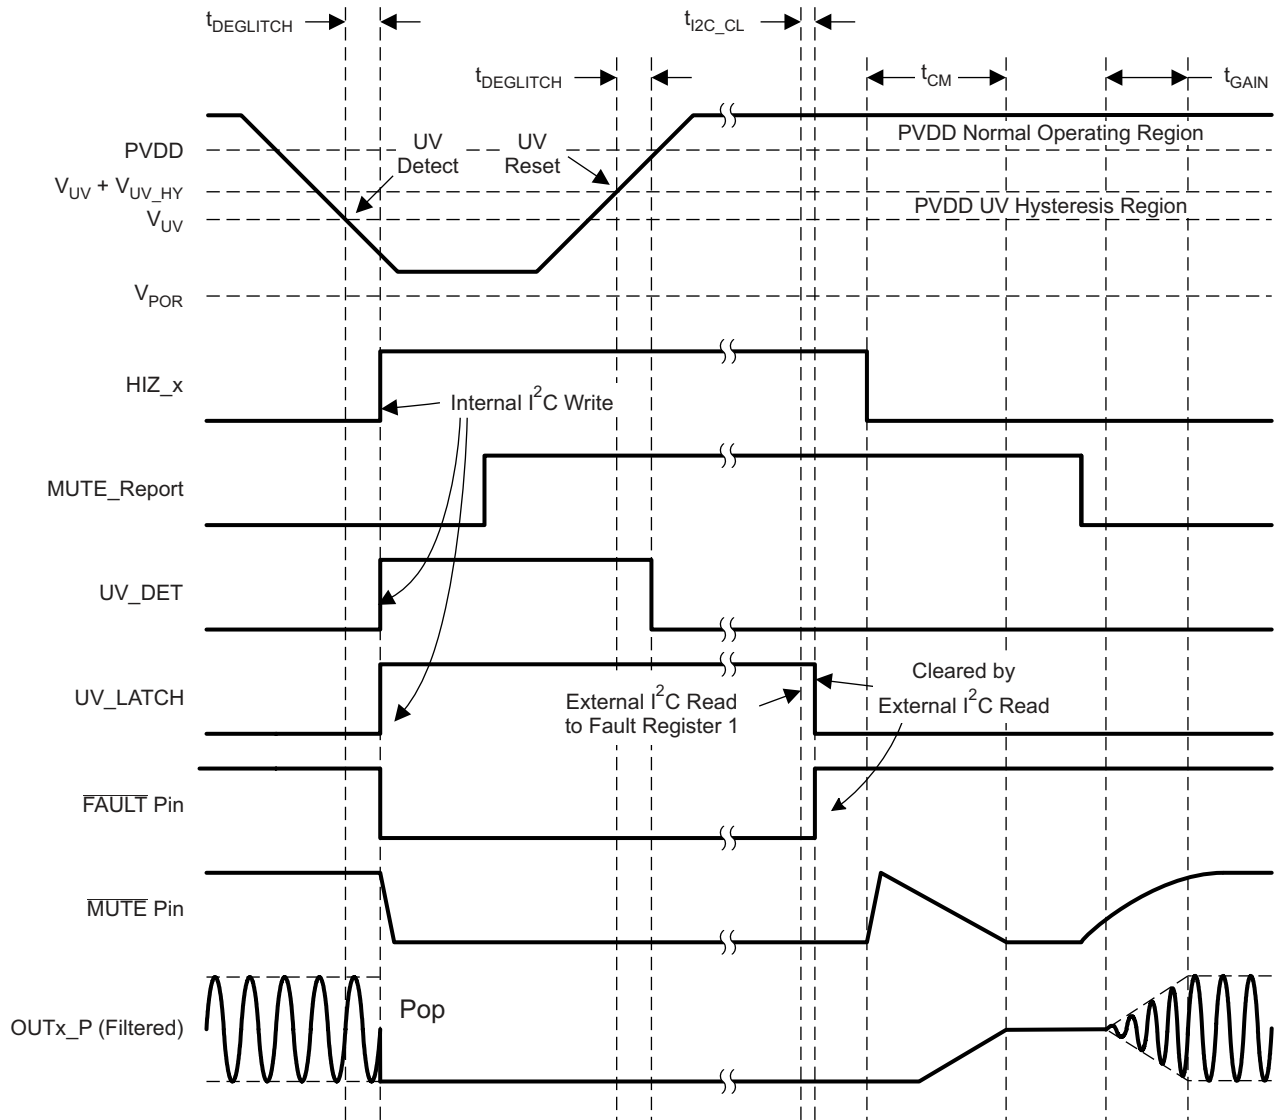 tDEGLITCH
tI2C_CL
tDEGLITCH
tCM
tGAIN
PVDD
UV
Detect
UV
Reset
PVDD Normal Operating Region
VUV + VUV_HY
VUV
PVDD UV Hysteresis Region
VPOR
HIZ_x
Internal I2C Write
MUTE_Report
UV_DET
UV_LATCH
External I2C Read
to Fault Register 1
Cleared by
External I2C Read
FAULT Pin
MUTE Pin
Pop
OUTx_P (Filtered)